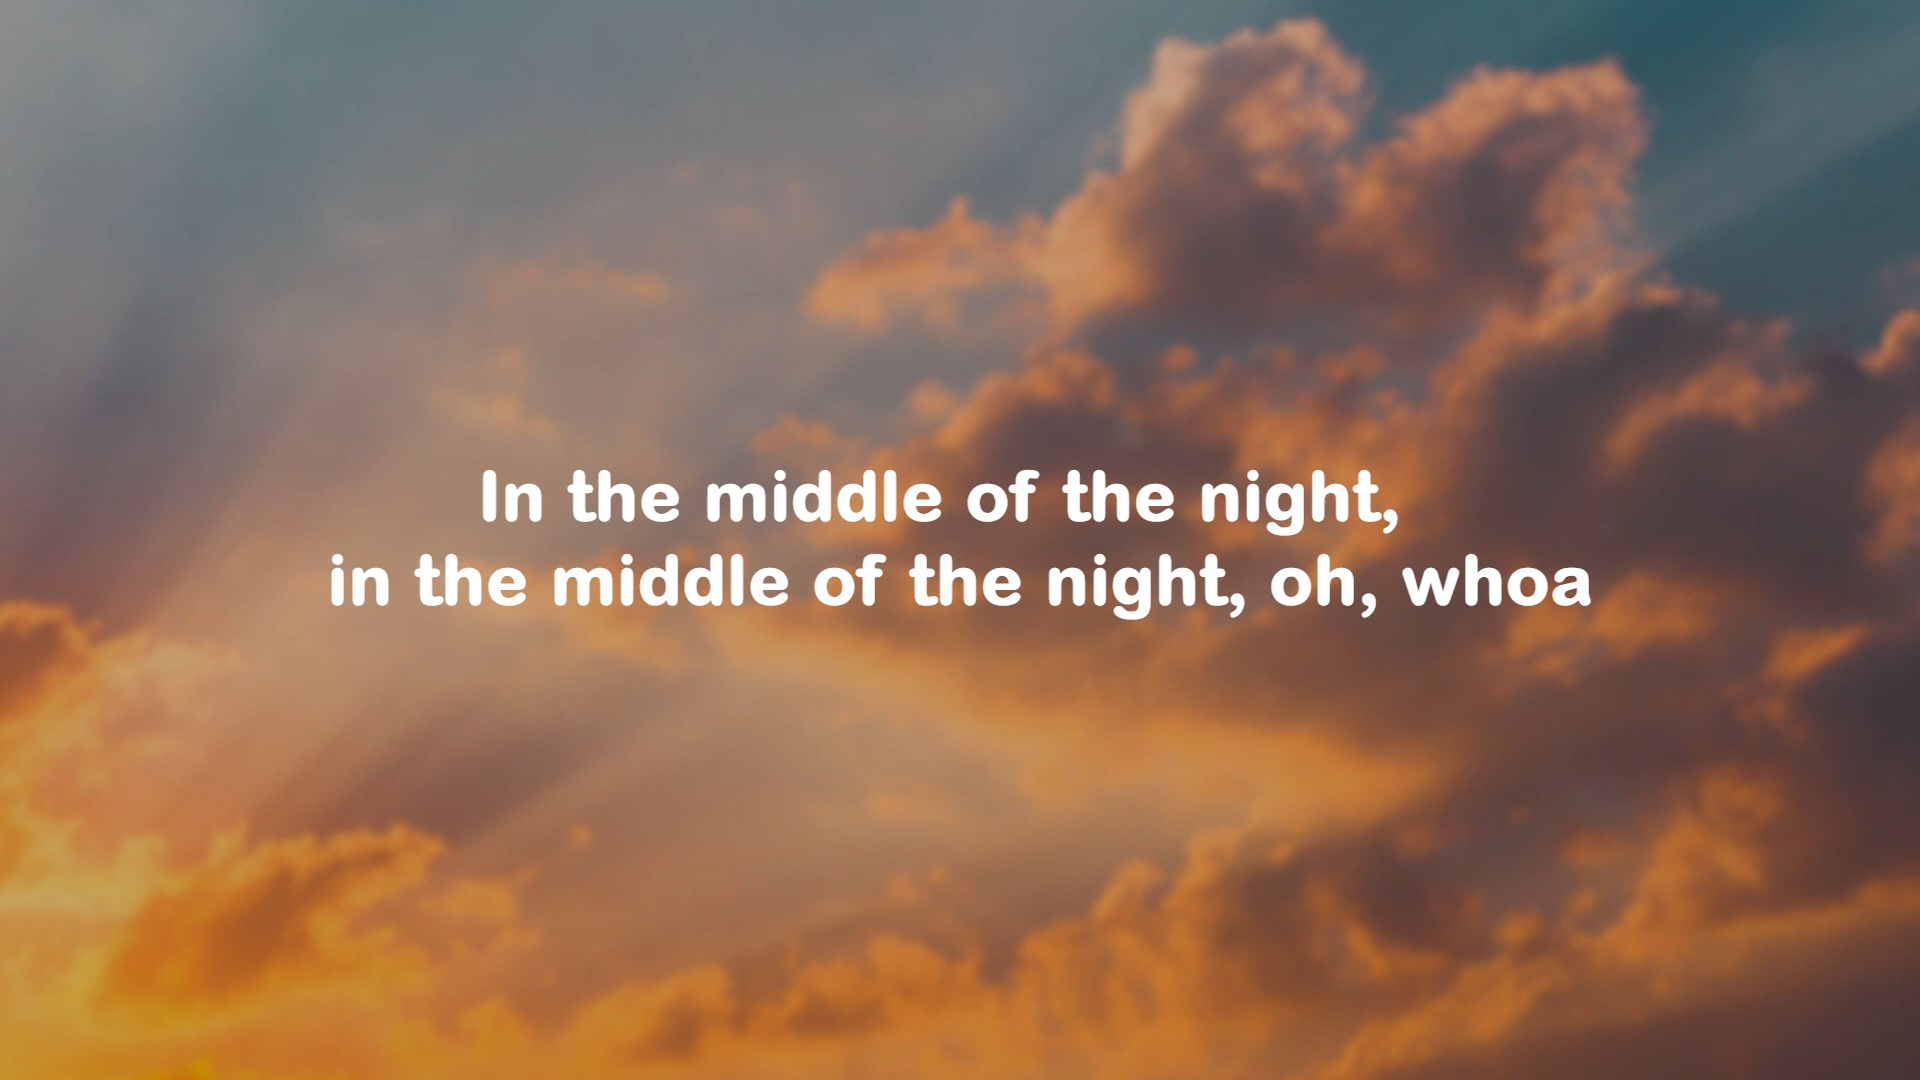 In the middle of the night,
in the middle of the night, oh, whoa